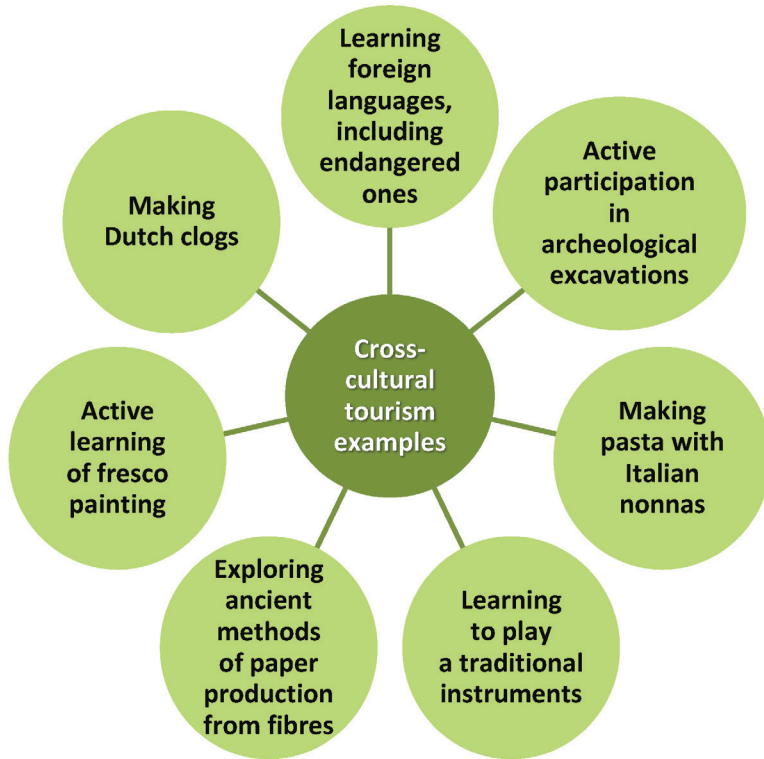 Cross-
cultural
tourism
examples
Learning
foreign
languages,
including
endangered
ones
Active
participation
in
archeological
excavations
Making
pasta with
Italian
nonnas
Learning
to play
a traditional
instruments
Exploring
ancient
methods
of paper
production
from fibres
Active
learning
of fresco
painting
Making
Dutch clogs